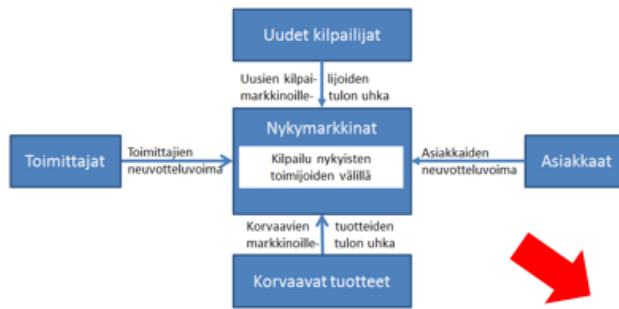 Uudet kilpailijat
Uusien kilpai- lijoiden
markkinoille- tulon uhka
Nykymarkkinat
Toimittajat
Toimittajien
neuvotteluvoima
Kilpailu nykyisten
toimijoiden välillä
Asiakkaiden
neuvotteluvoima
Asiakkaat
Korvaavien tuotteiden
markkinoille- tulon uhka
Korvaavat tuotteet